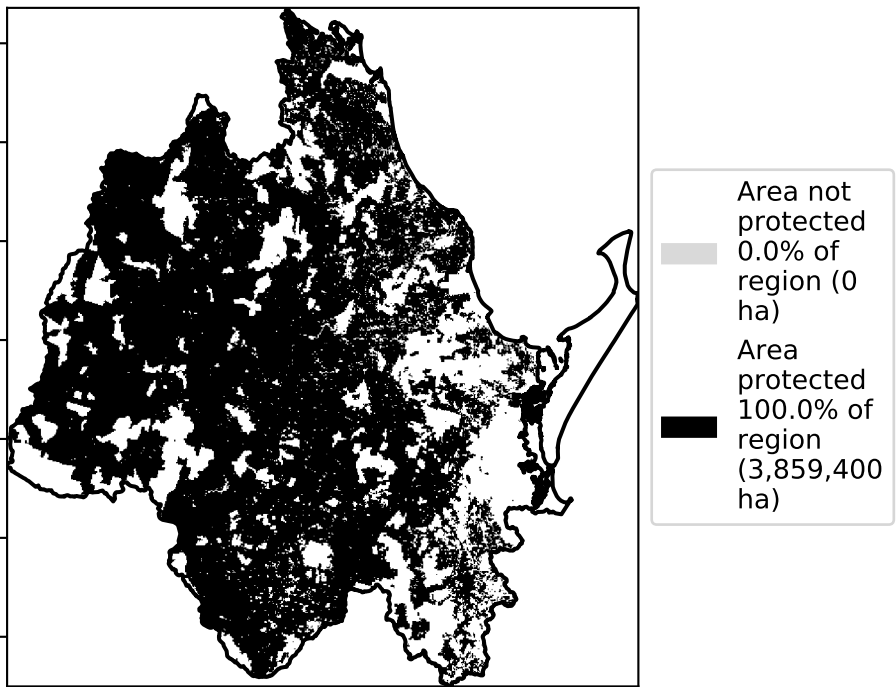 Area not
protected
0.0% of
region (0
ha)
Area
protected
100.0% of
region
(3,859,400
ha)